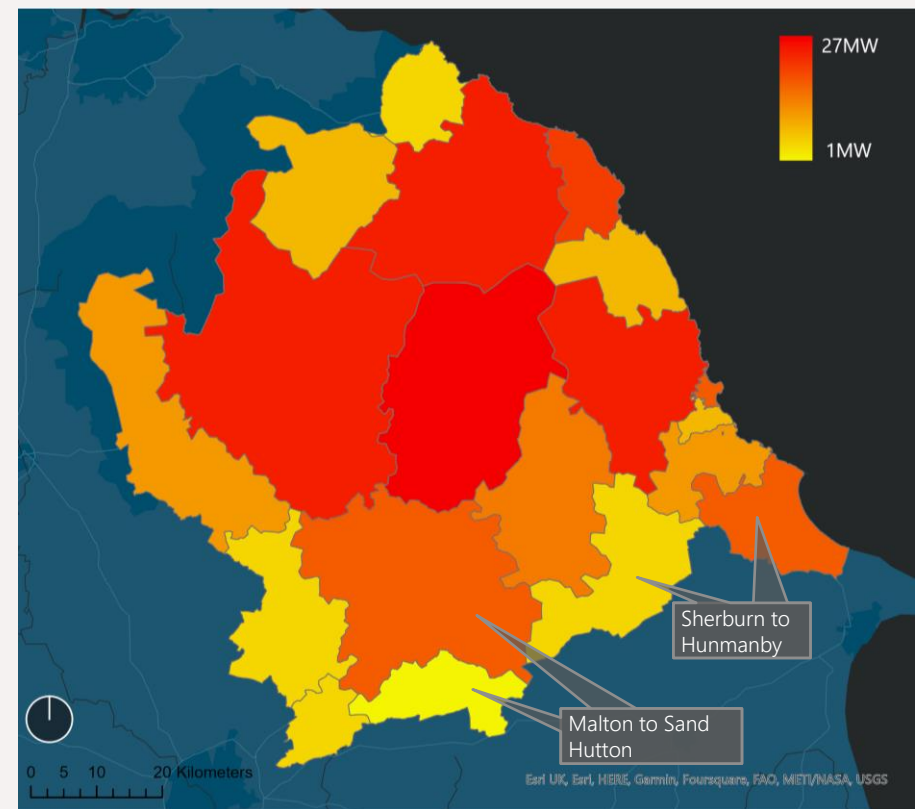 27MW
1MW
Sherburn to
Hunmanby
Malton to Sand
Hutton
0 5 10 20 Kilometers
Esri UK, Esri, HERE, Garmin, Foursquare, FAO, METI/NASA, USGS